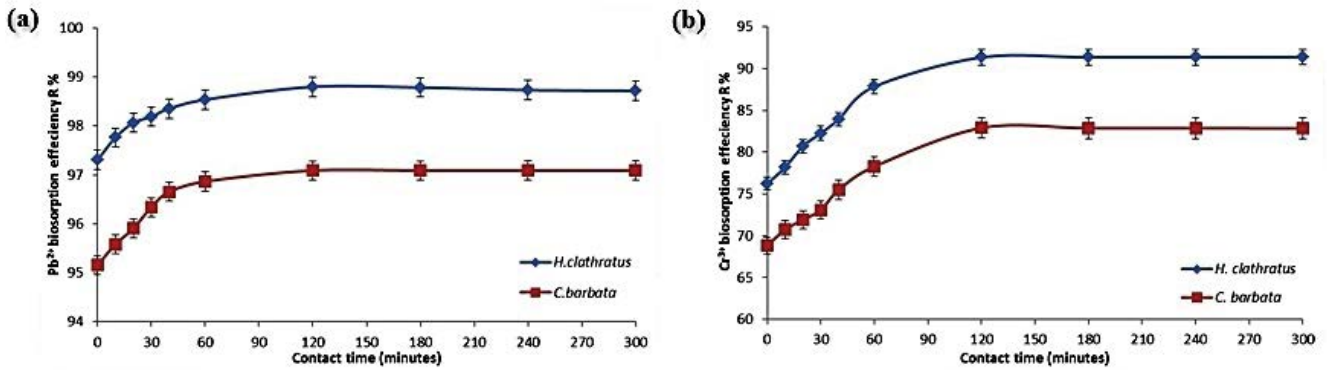 (a)
100
99
98
97
96
95
94
Pb²⁺ biosorption effeciency R %
0 30 60 90 120 150 180 210 240 270 300
Contact time (minutes)
H.clathratus
C.barbata
(b)
95
90
85
80
75
70
65
60
Cr³⁺ biosorption effeciency R %
0 30 60 90 120 150 180 210 240 270 300
Contact time (minutes)
H. clathratus
C. barbata